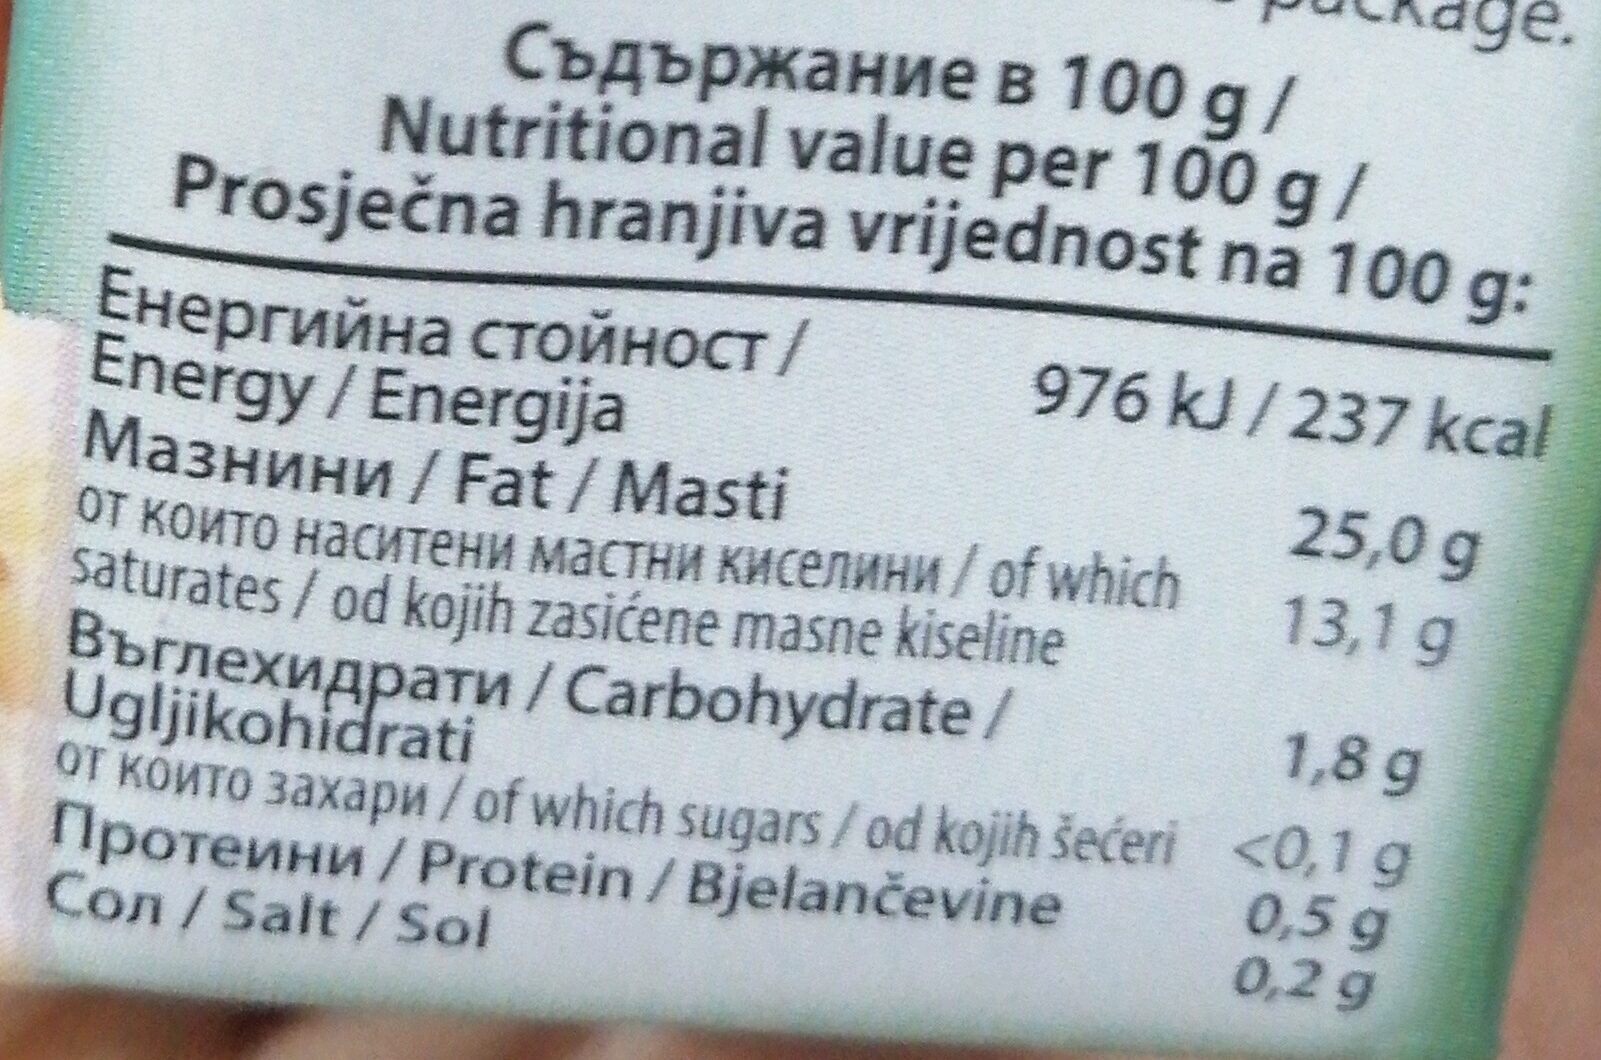 package.
Съдържание в 100 g /
Nutritional value per 100 g /
Prosječna hranjiva vrijednost na 100 g:
Енергийна стойност /
Energy / Energija 976 kJ / 237 kcal
Мазнини / Fat / Masti 25,0 g
от които наситени мастни киселини / of which
saturates / od kojih zasićene masne kiseline 13,1 g
Въглехидрати / Carbohydrate /
Ugljikohidrati 1,8 g
от които захари / of which sugars / od kojih šećeri <0,1 g
Протеини / Protein / Bjelančevine 0,5 g
Сол / Salt / Sol 0,2 g